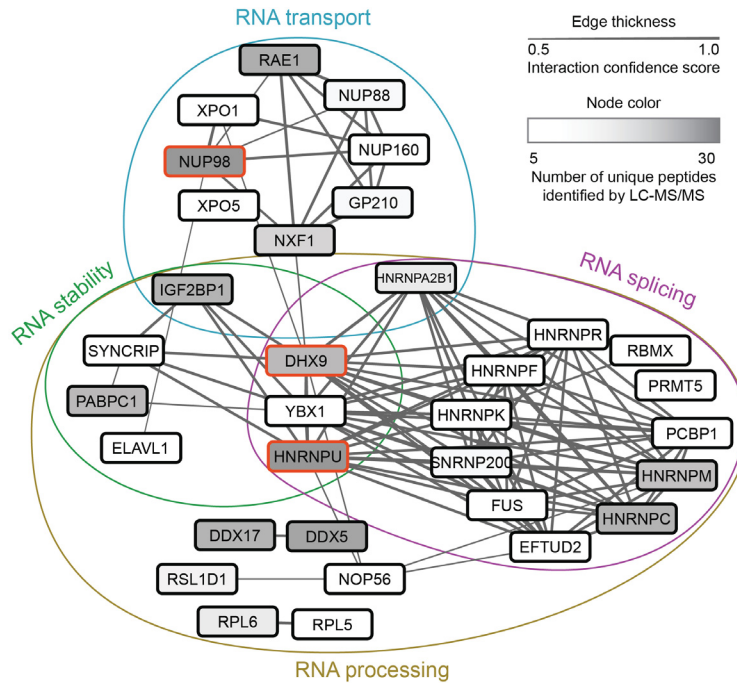 RNA transport
Edge thickness
0.5 1.0
Interaction confidence score
Node color
5 30
Number of unique peptides
identified by LC-MS/MS
RAE1
NUP88
XPO1
NUP160
NUP98
XPO5
GP210
NXF1
RNA stability
RNA splicing
IGF2BP1
HNRNPA2B1
SYNCRIP
DHX9
HNRNPR
RBMX
HNRNPF
PRMT5
PABPC1
YBX1
HNRNPK
PCBP1
ELAVL1
HNRNPU
SNRNP200
HNRNPM
FUS
HNRNPC
DDX17
DDX5
EFTUD2
RSL1D1
NOP56
RPL6
RPL5
RNA processing